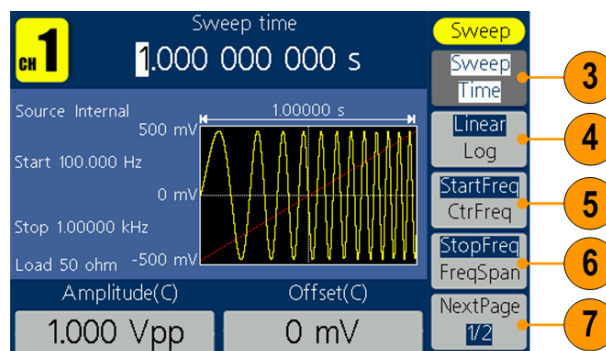 CH 1
Sweep time
1.000 000 000 s
Sweep
Sweep
Time
3
Linear
Log
4
StartFreq
CtrFreq
5
StopFreq
FreqSpan
6
NextPage
1/2
7
Source Internal
1.00000 s
500 mV
Start 100.000 Hz
0 mV
Stop 1.00000 kHz
Load 50 ohm
-500 mV
Amplitude(C)
Offset(C)
1.000 Vpp
0 mV